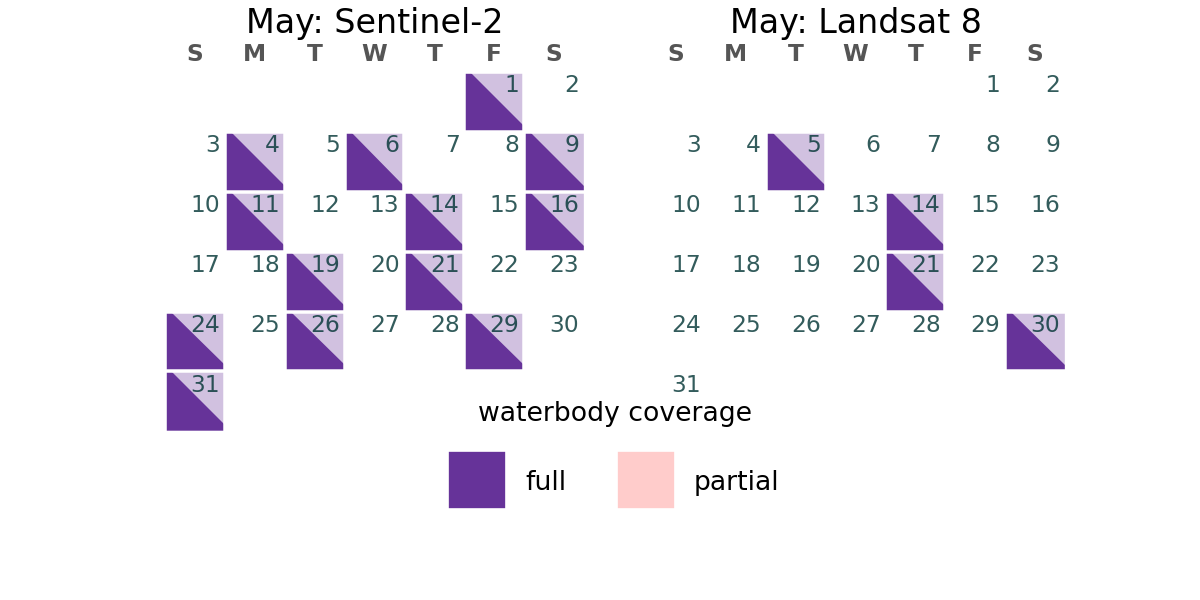 May: Sentinel-2
S M T W T F S
1 2
3 4 5 6 7 8 9
10 11 12 13 14 15 16
17 18 19 20 21 22 23
24 25 26 27 28 29 30
31
May: Landsat 8
S M T W T F S
1 2
3 4 5 6 7 8 9
10 11 12 13 14 15 16
17 18 19 20 21 22 23
24 25 26 27 28 29 30
31
waterbody coverage
full
partial